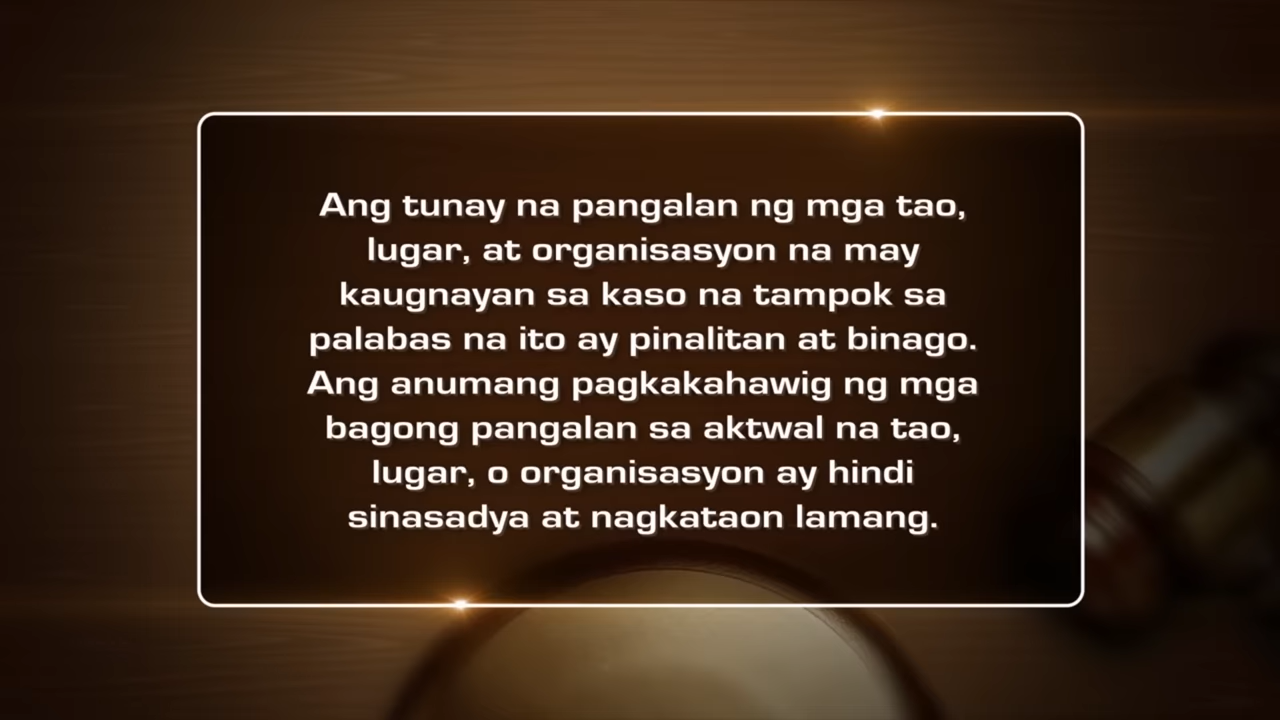 Ang tunay na pangalan ng mga tao,
lugar, at organisasyon na may
kaugnayan sa kaso na tampok sa
palabas na ito ay pinalitan at binago.
Ang anumang pagkakahawig ng mga
bagong pangalan sa aktwal na tao,
lugar, o organisasyon ay hindi
sinasadya at nagkataon lamang.